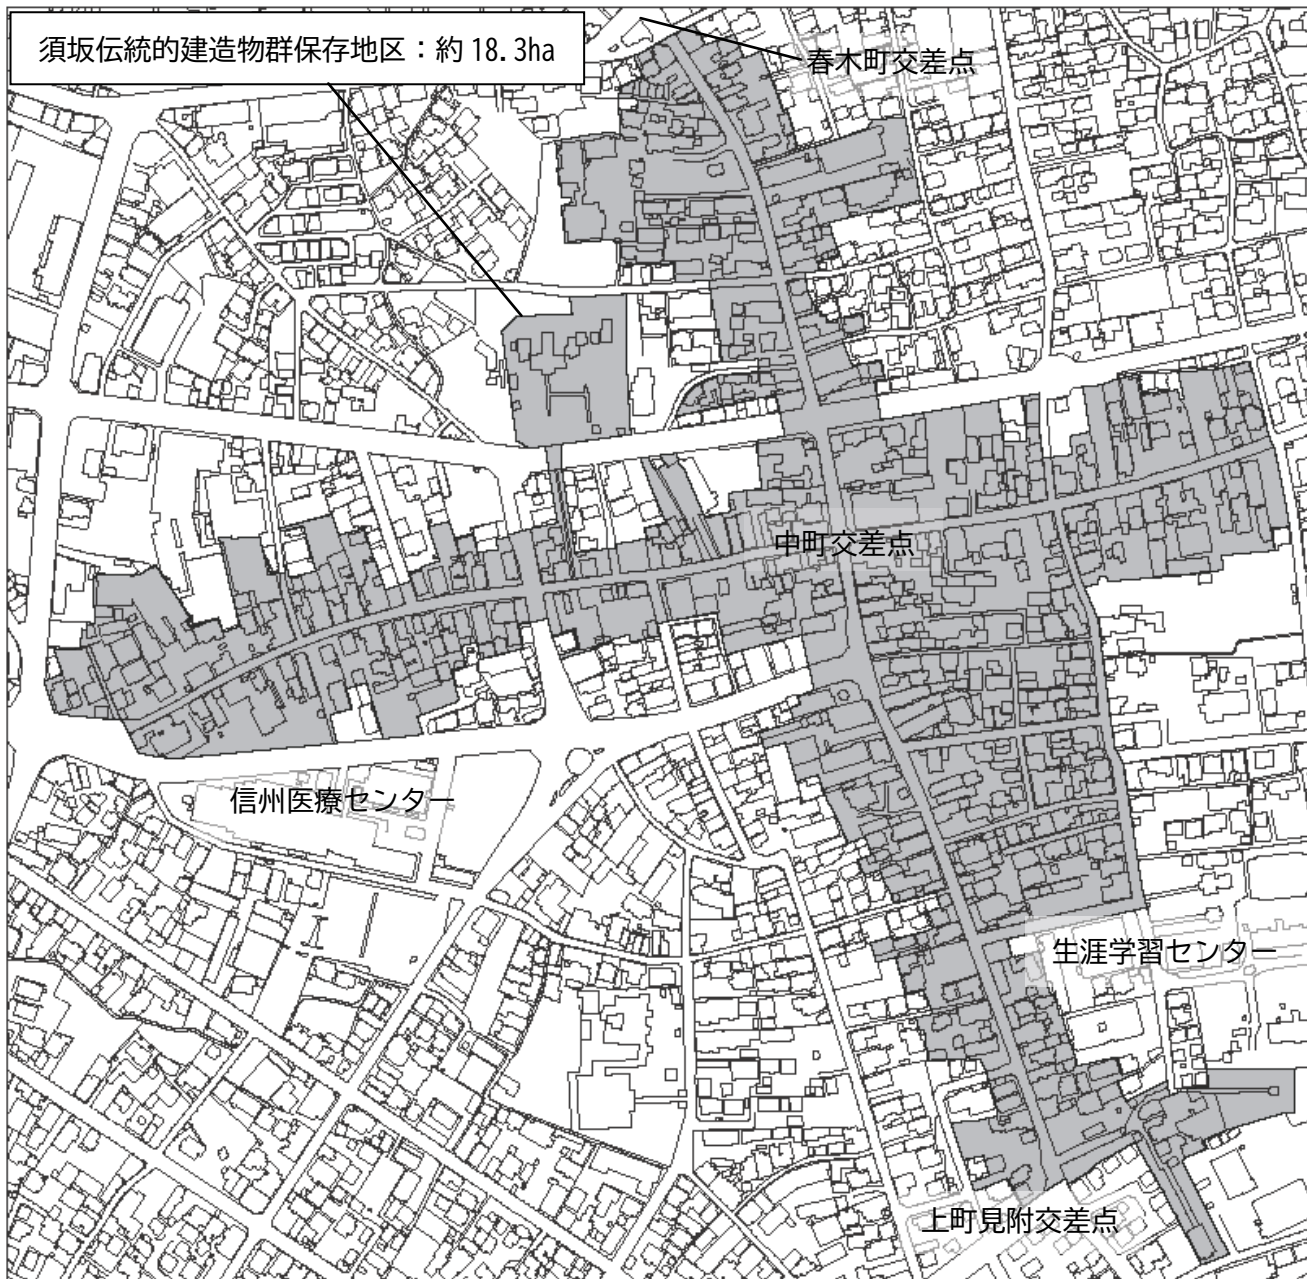 須坂伝統的建造物群保存地区：約18.3ha
春木町交差点
中町交差点
信州医療センター
生涯学習センター
上町見附交差点